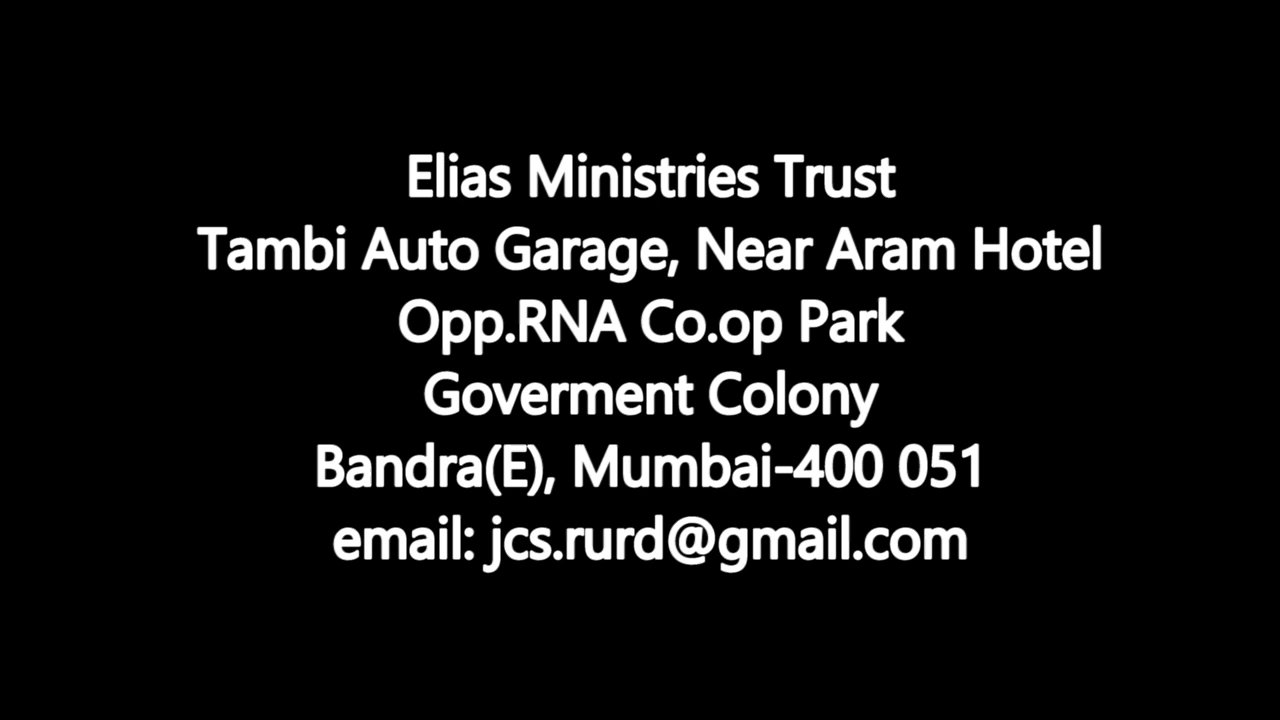 Elias Ministries Trust
Tambi Auto Garage, Near Aram Hotel
Opp.RNA Co.op Park
Goverment Colony
Bandra(E), Mumbai-400 051
email: jcs.rurd@gmail.com